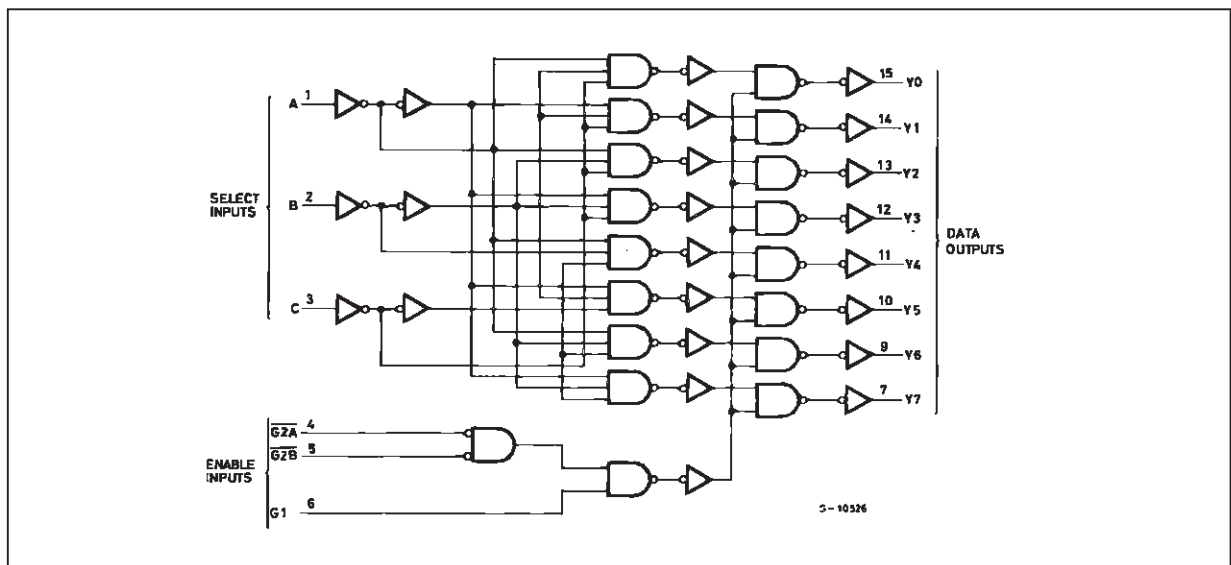 15 Y0
A 1
14 Y1
13 Y2
SELECT
INPUTS
B 2
12 Y3
DATA
OUTPUTS
11 Y4
C 3
10 Y5
9 Y6
7 Y7
G2A 4
G2B 5
ENABLE
INPUTS
G1 6
S-10526